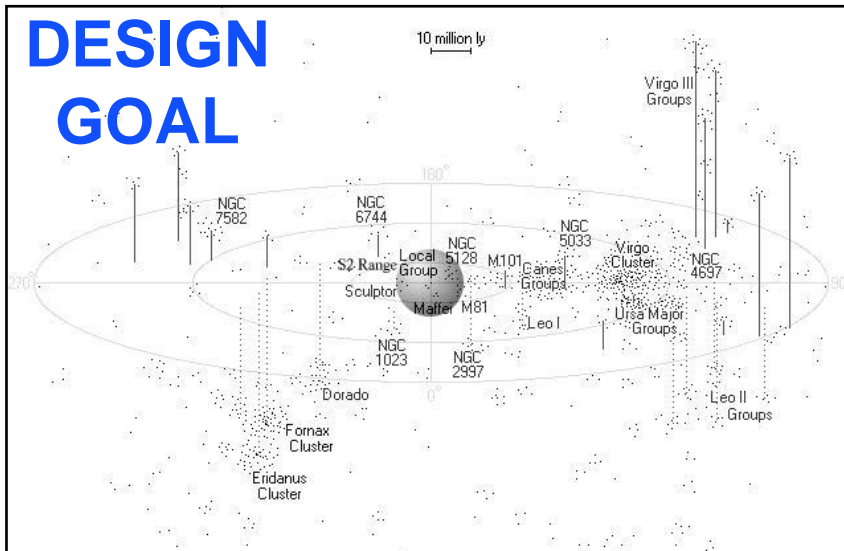 DESIGN
GOAL
10 million ly
Virgo III
Groups
180°
NGC
7582
NGC
6744
NGC
5033
NGC
5128
M101
Canes
Groups
Virgo
Cluster
NGC
4697
S2 Range
Local
Group
270°
90
Sculptor
Maffer
M81
Leo I
Ursa Major
Groups
NGC
1023
NGC
2997
0°
Dorado
Leo II
Groups
Fornax
Cluster
Eridanus
Cluster